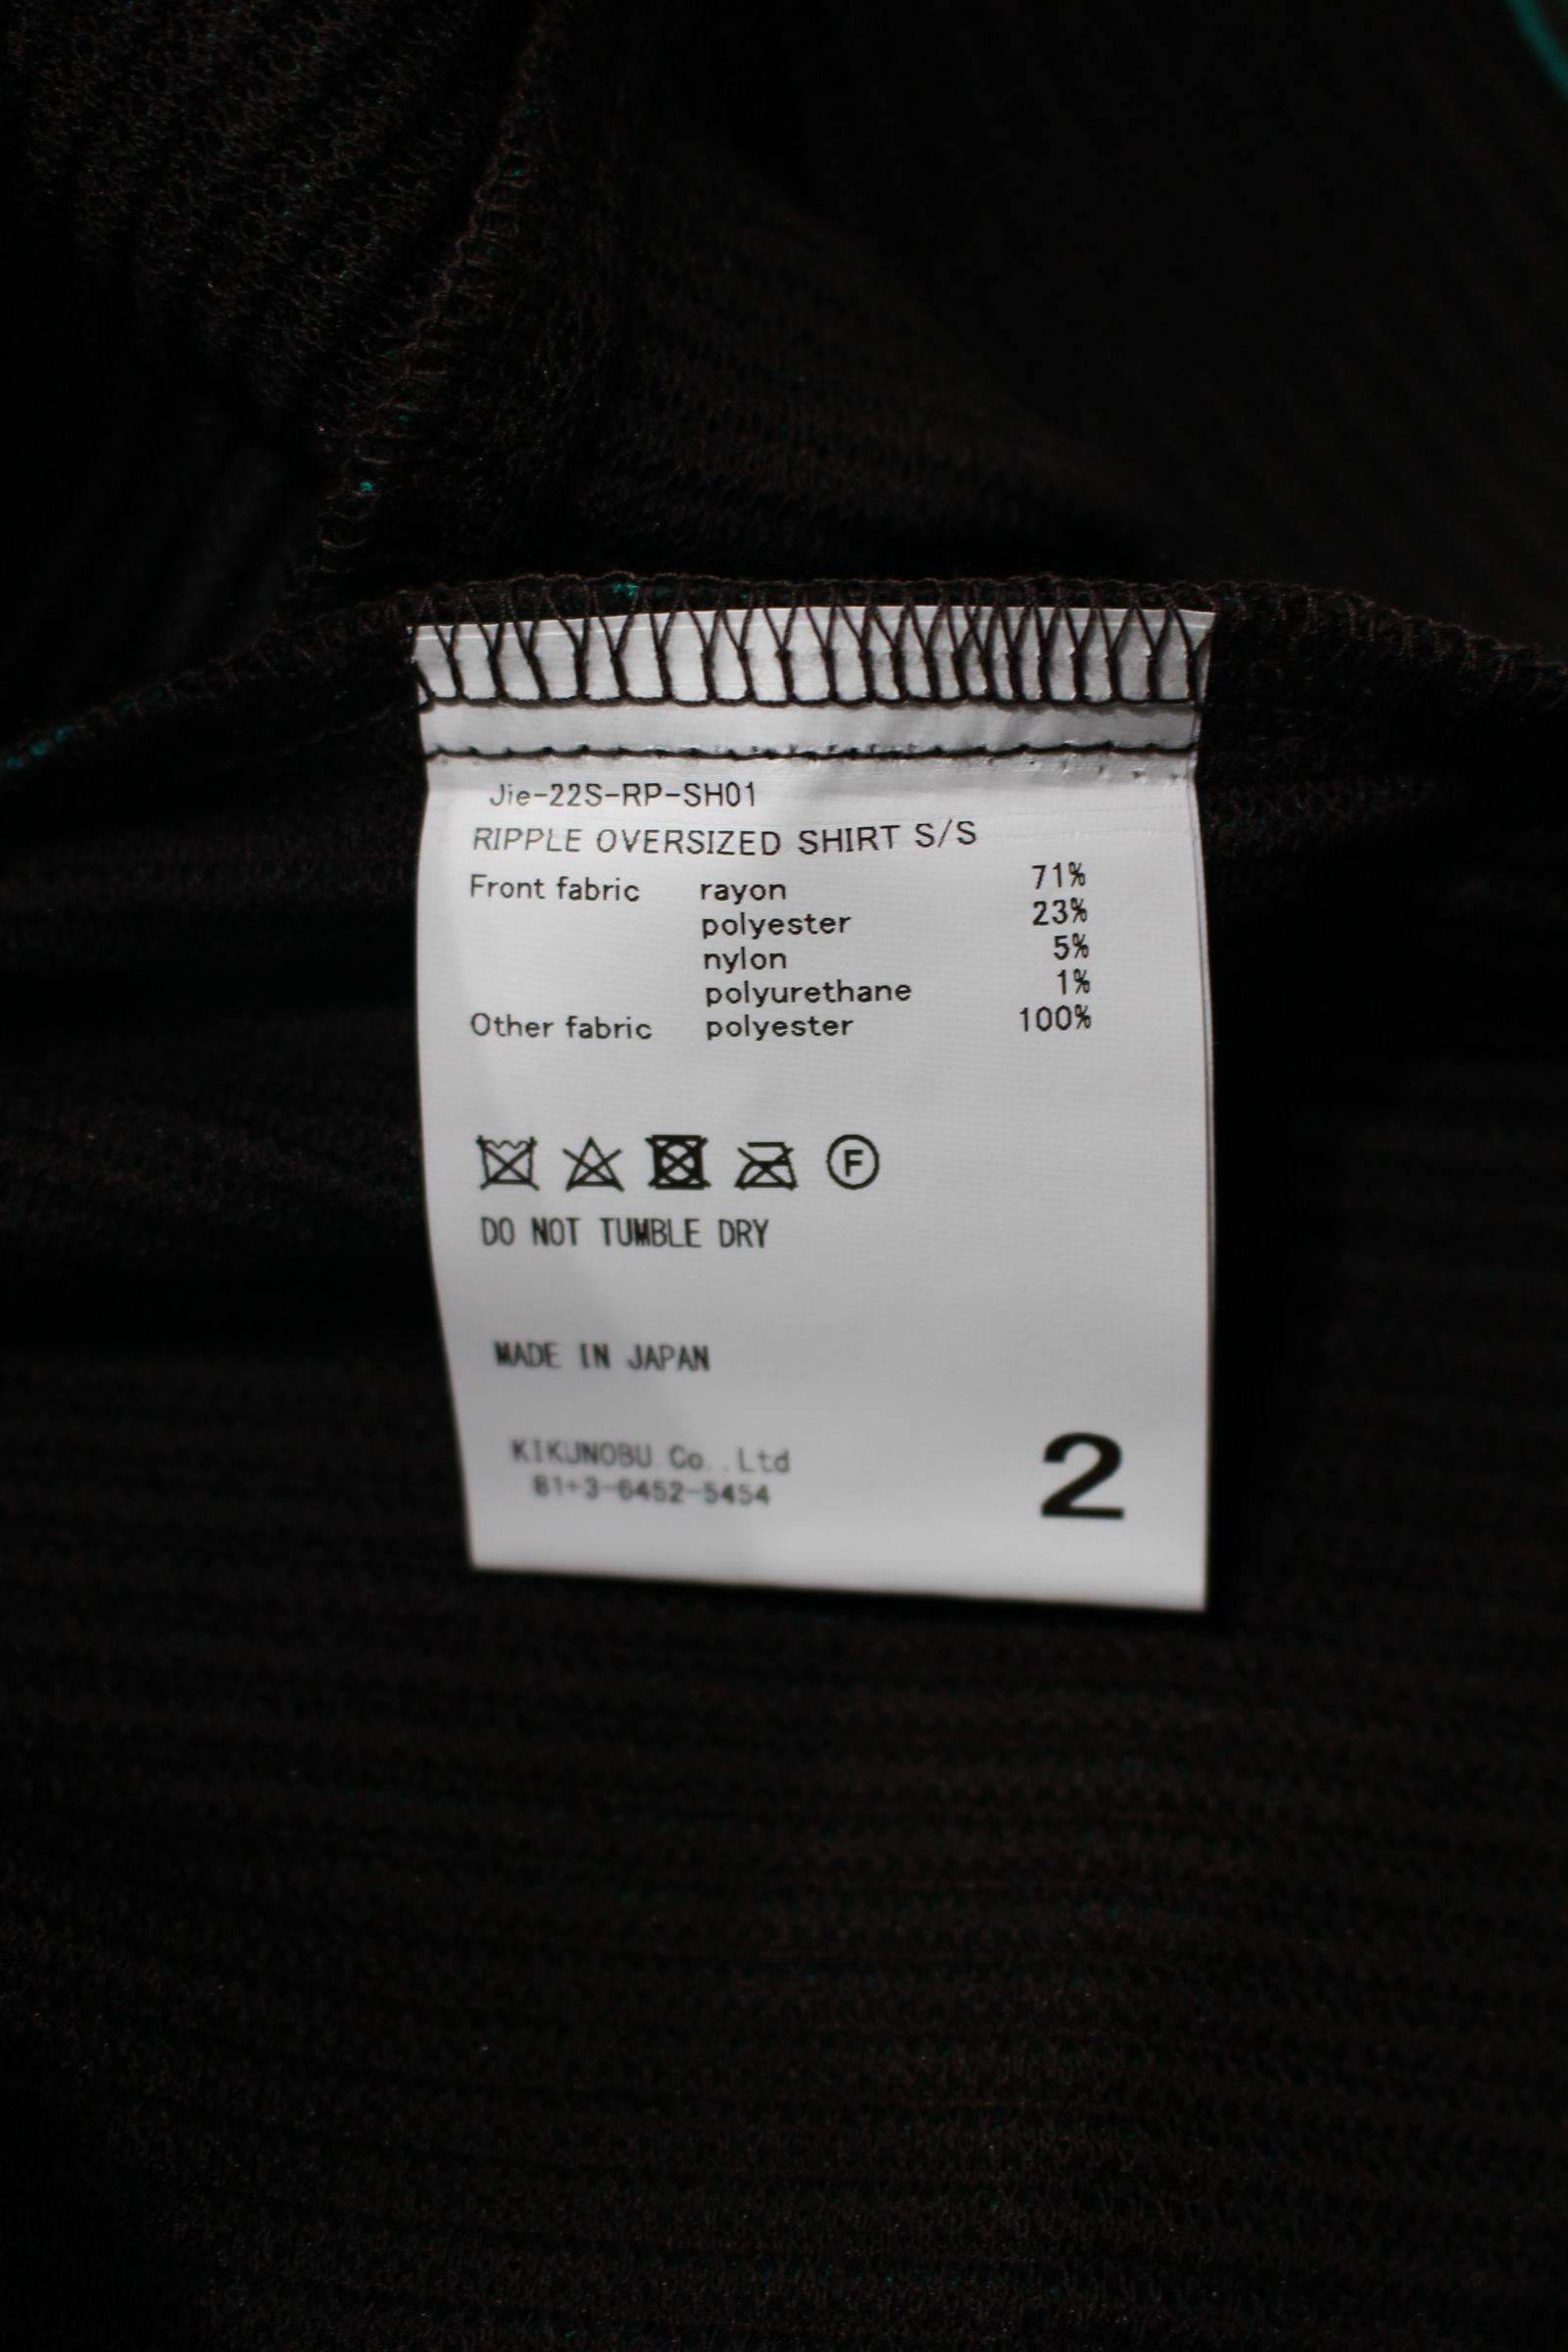 Jie-22S-RP-SH01
RIPPLE OVERSIZED SHIRT S/S
Front fabric rayon 71%
polyester 23%
nylon 5%
polyurethane 1%
Other fabric polyester 100%
F
DO NOT TUMBLE DRY
MADE IN JAPAN
KIKUNOBU.Co.,Ltd
81+3-6452-5454
2